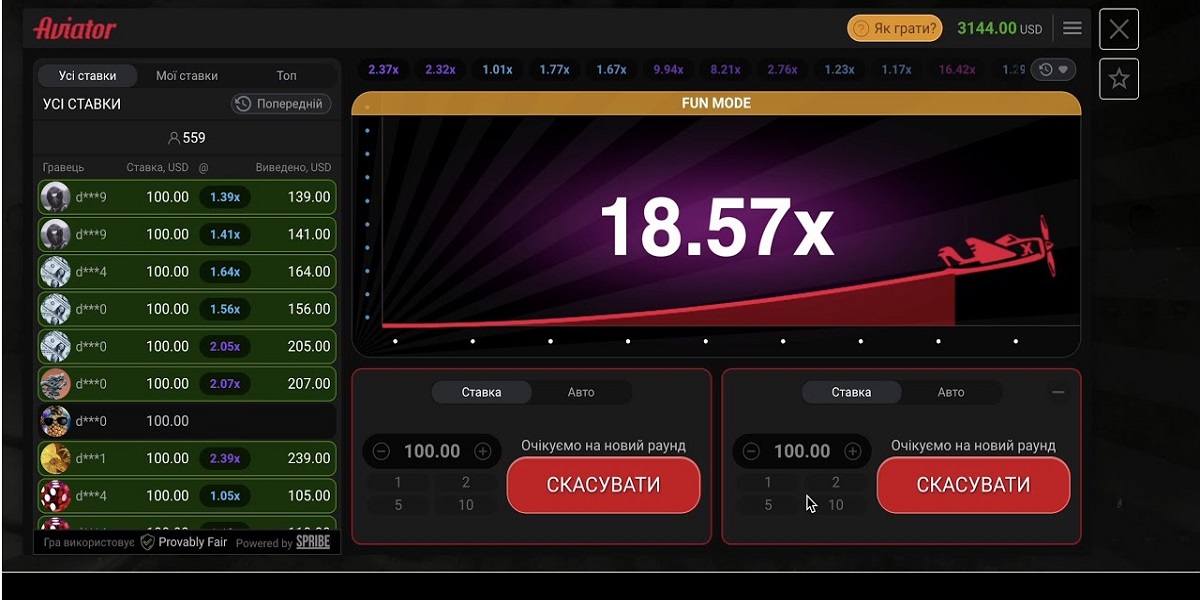 Aviator
Як грати?
3144.00 USD
Усі ставки Мої ставки Топ
УСІ СТАВКИ
Попередній
559
Гравець Ставка, USD @ Виведено, USD
d***9 100.00 1.39x 139.00
d***9 100.00 1.41x 141.00
d***4 100.00 1.64x 164.00
d***0 100.00 1.56x 156.00
d***0 100.00 2.05x 205.00
d***0 100.00 2.07x 207.00
d***0 100.00
d***1 100.00 2.39x 239.00
d***4 100.00 1.05x 105.00
Гра використовує Provably Fair Powered by SPRIBE
2.37x 2.32x 1.01x 1.77x 1.67x 9.94x 8.21x 2.76x 1.23x 1.17x 16.42x 1.29
FUN MODE
18.57x
Ставка Авто
100.00
1 2
5 10
Очікуємо на новий раунд
СКАСУВАТИ
Ставка Авто
100.00
1 2
5 10
Очікуємо на новий раунд
СКАСУВАТИ